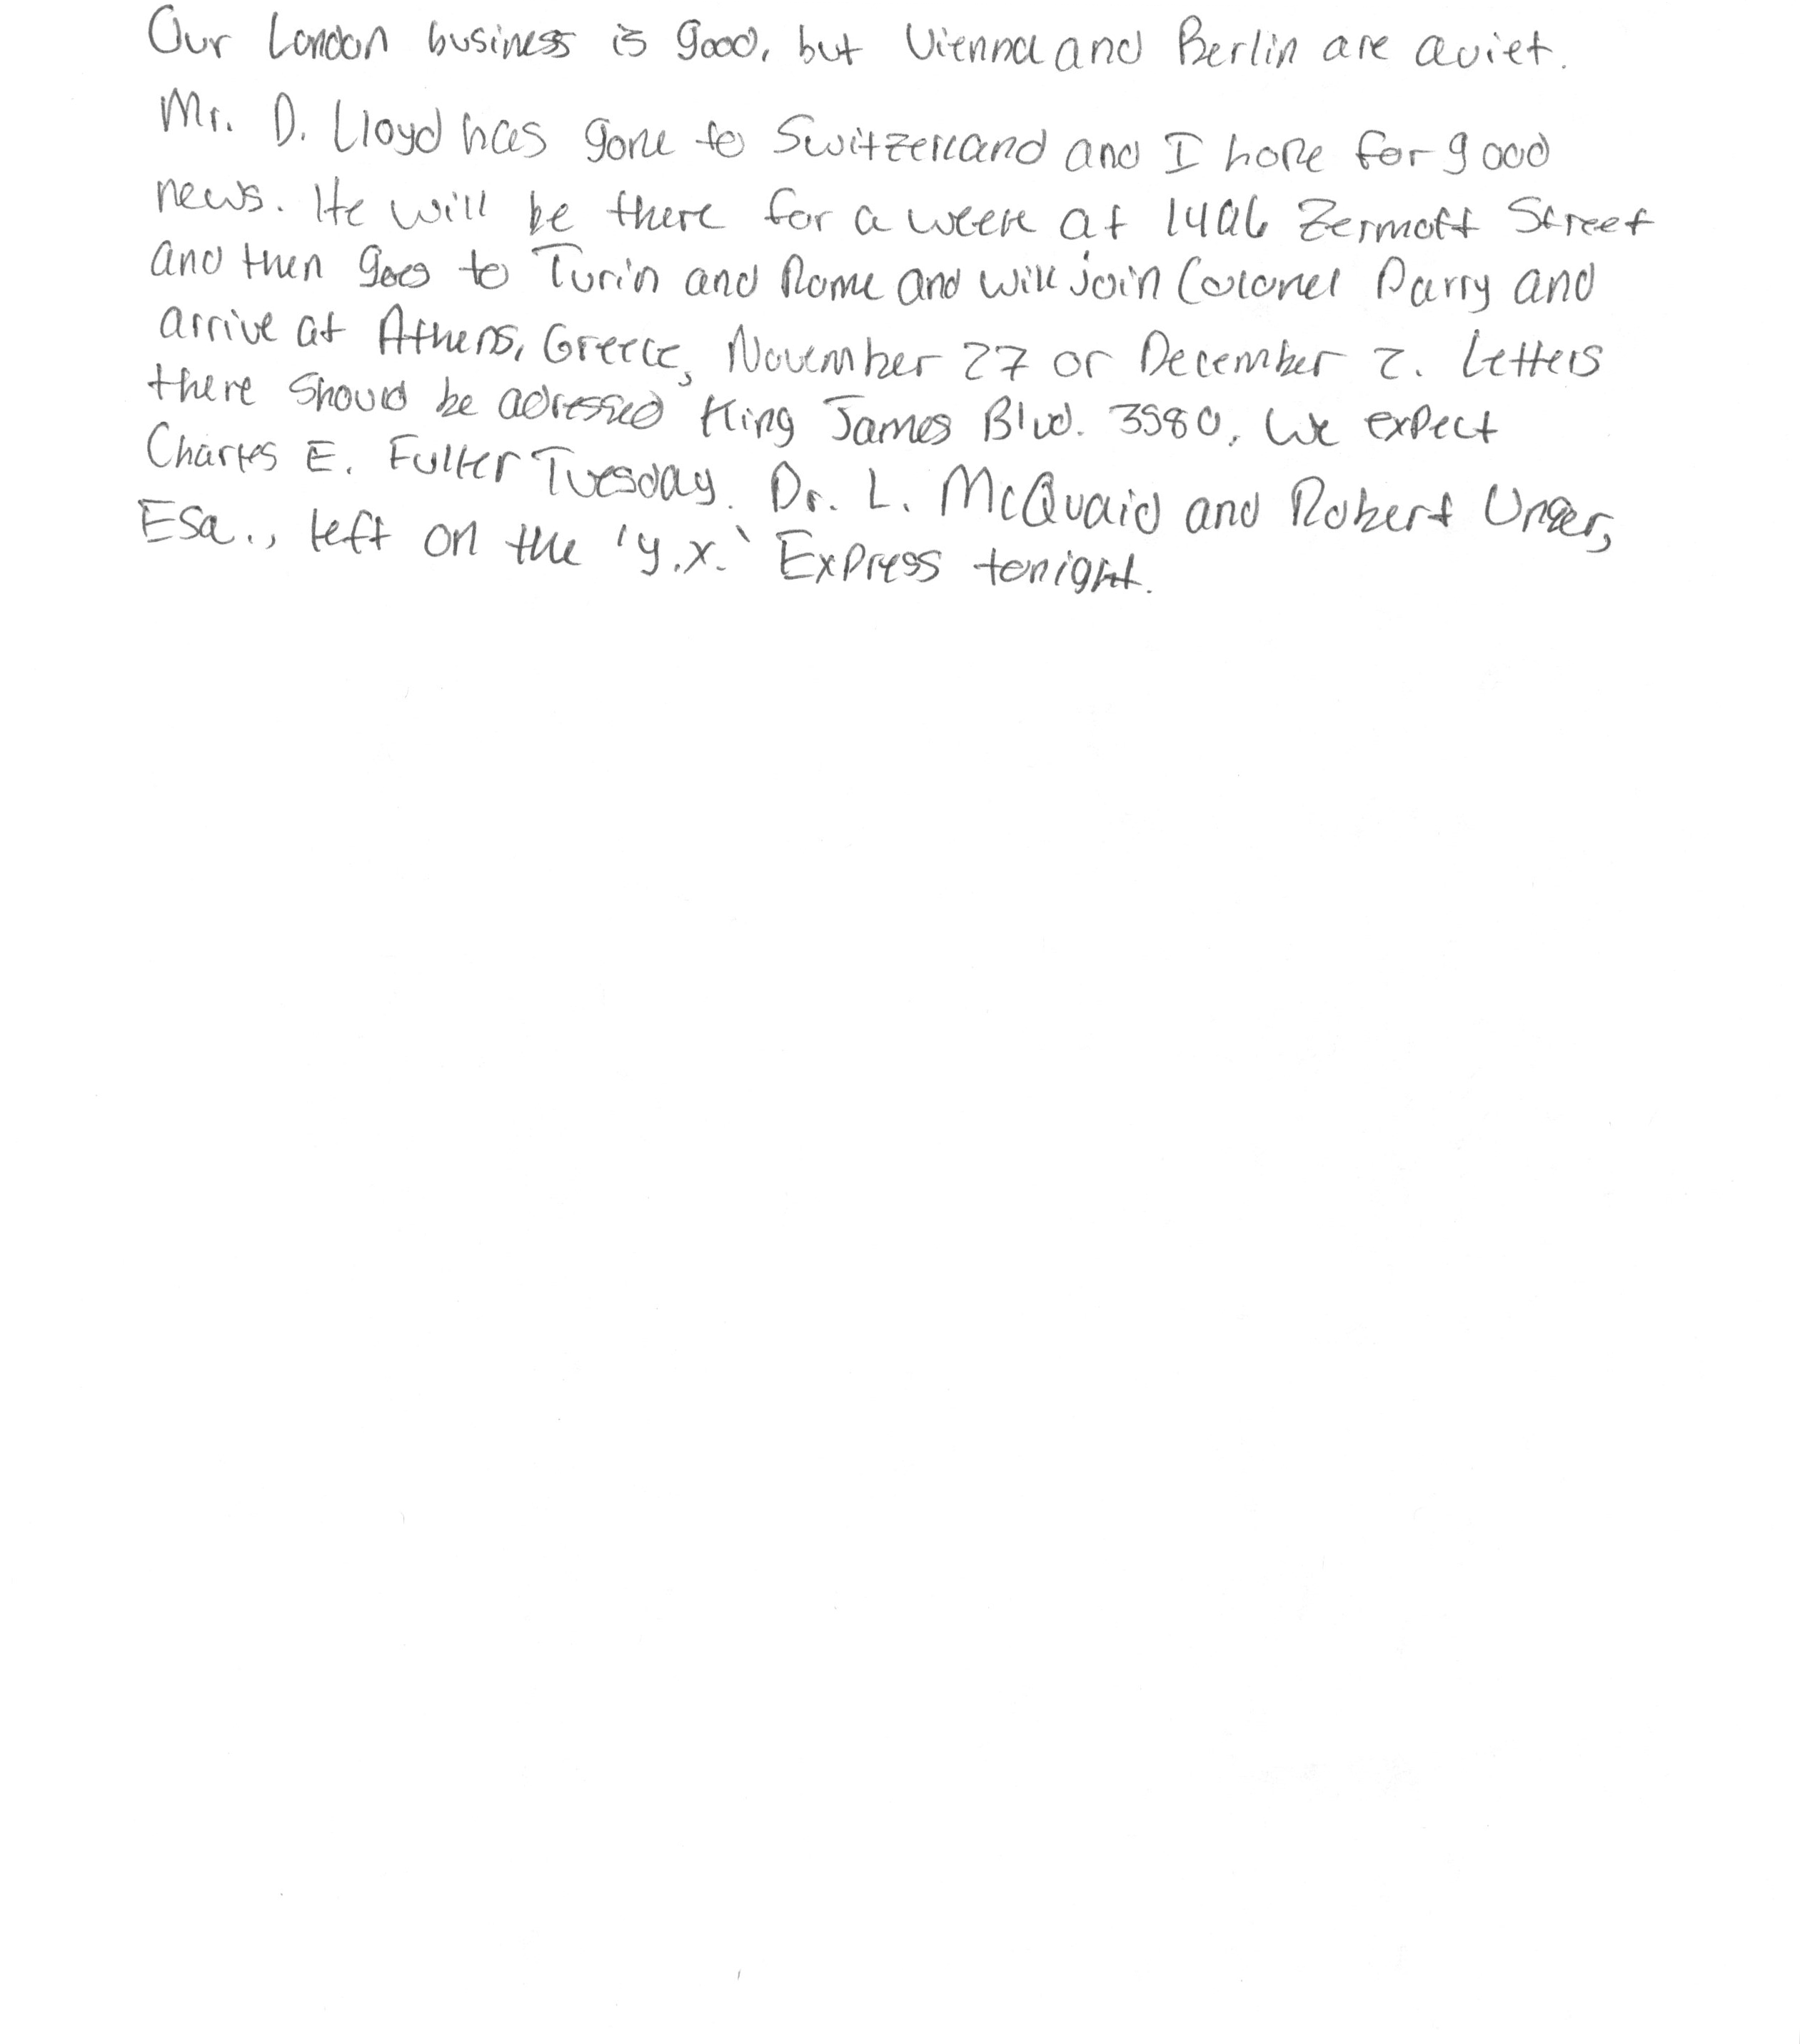 Our London business is good, but Vienna and Berlin are quiet.
Mr. D. Lloyd has gone to Switzerland and I hope for good
news. He will be there for a week at 1496 Zermott Street
and then goes to Turin and Rome and will join Colonel Parry and
arrive at Athens, Greece, November 27 or December 2. Letters
there should be adressed King James Blvd. 3580. We expect
Charles E. Fuller Tuesday. Dr. L. McQuaid and Robert Unger,
Esq., left on the 'y.x.' Express tonight.